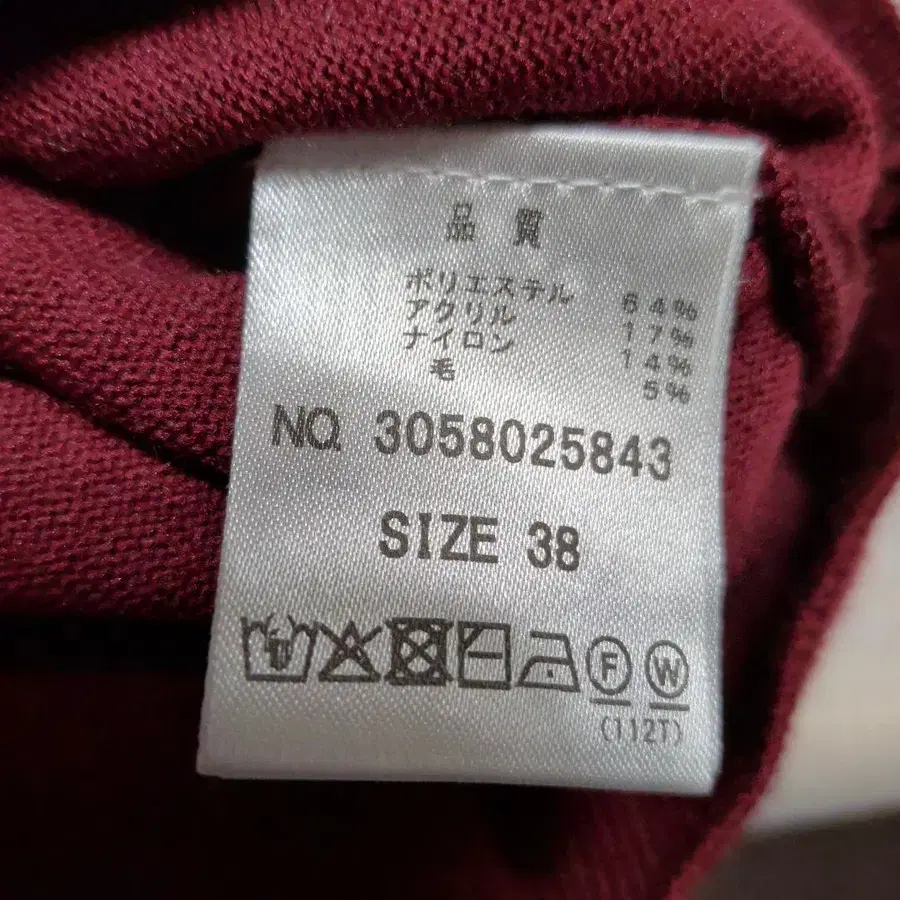 品質
ポリエステル 64%
アクリル 17%
ナイロン 14%
毛 5%
NO. 3058025843
SIZE 38
F W
(112T)